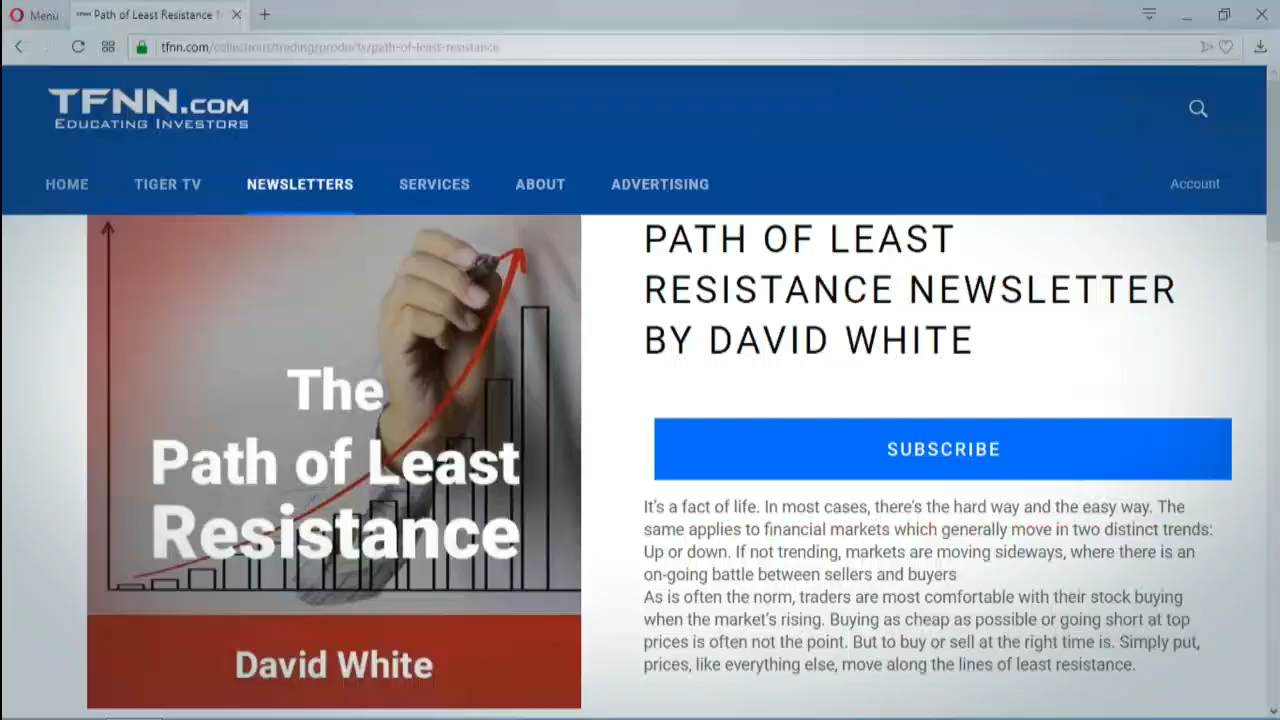 Menu
Path of Least Resistance
tfnn.com/collections/trading/products/path-of-least-resistance
TFNN.COM
EDUCATING INVESTORS
HOME
TIGER TV
NEWSLETTERS
SERVICES
ABOUT
ADVERTISING
Account
The
Path of Least
Resistance
David White
PATH OF LEAST
RESISTANCE NEWSLETTER
BY DAVID WHITE
SUBSCRIBE
It's a fact of life. In most cases, there's the hard way and the easy way. The
same applies to financial markets which generally move in two distinct trends:
Up or down. If not trending, markets are moving sideways, where there is an
on-going battle between sellers and buyers
As is often the norm, traders are most comfortable with their stock buying
when the market's rising. Buying as cheap as possible or going short at top
prices is often not the point. But to buy or sell at the right time is. Simply put,
prices, like everything else, move along the lines of least resistance.